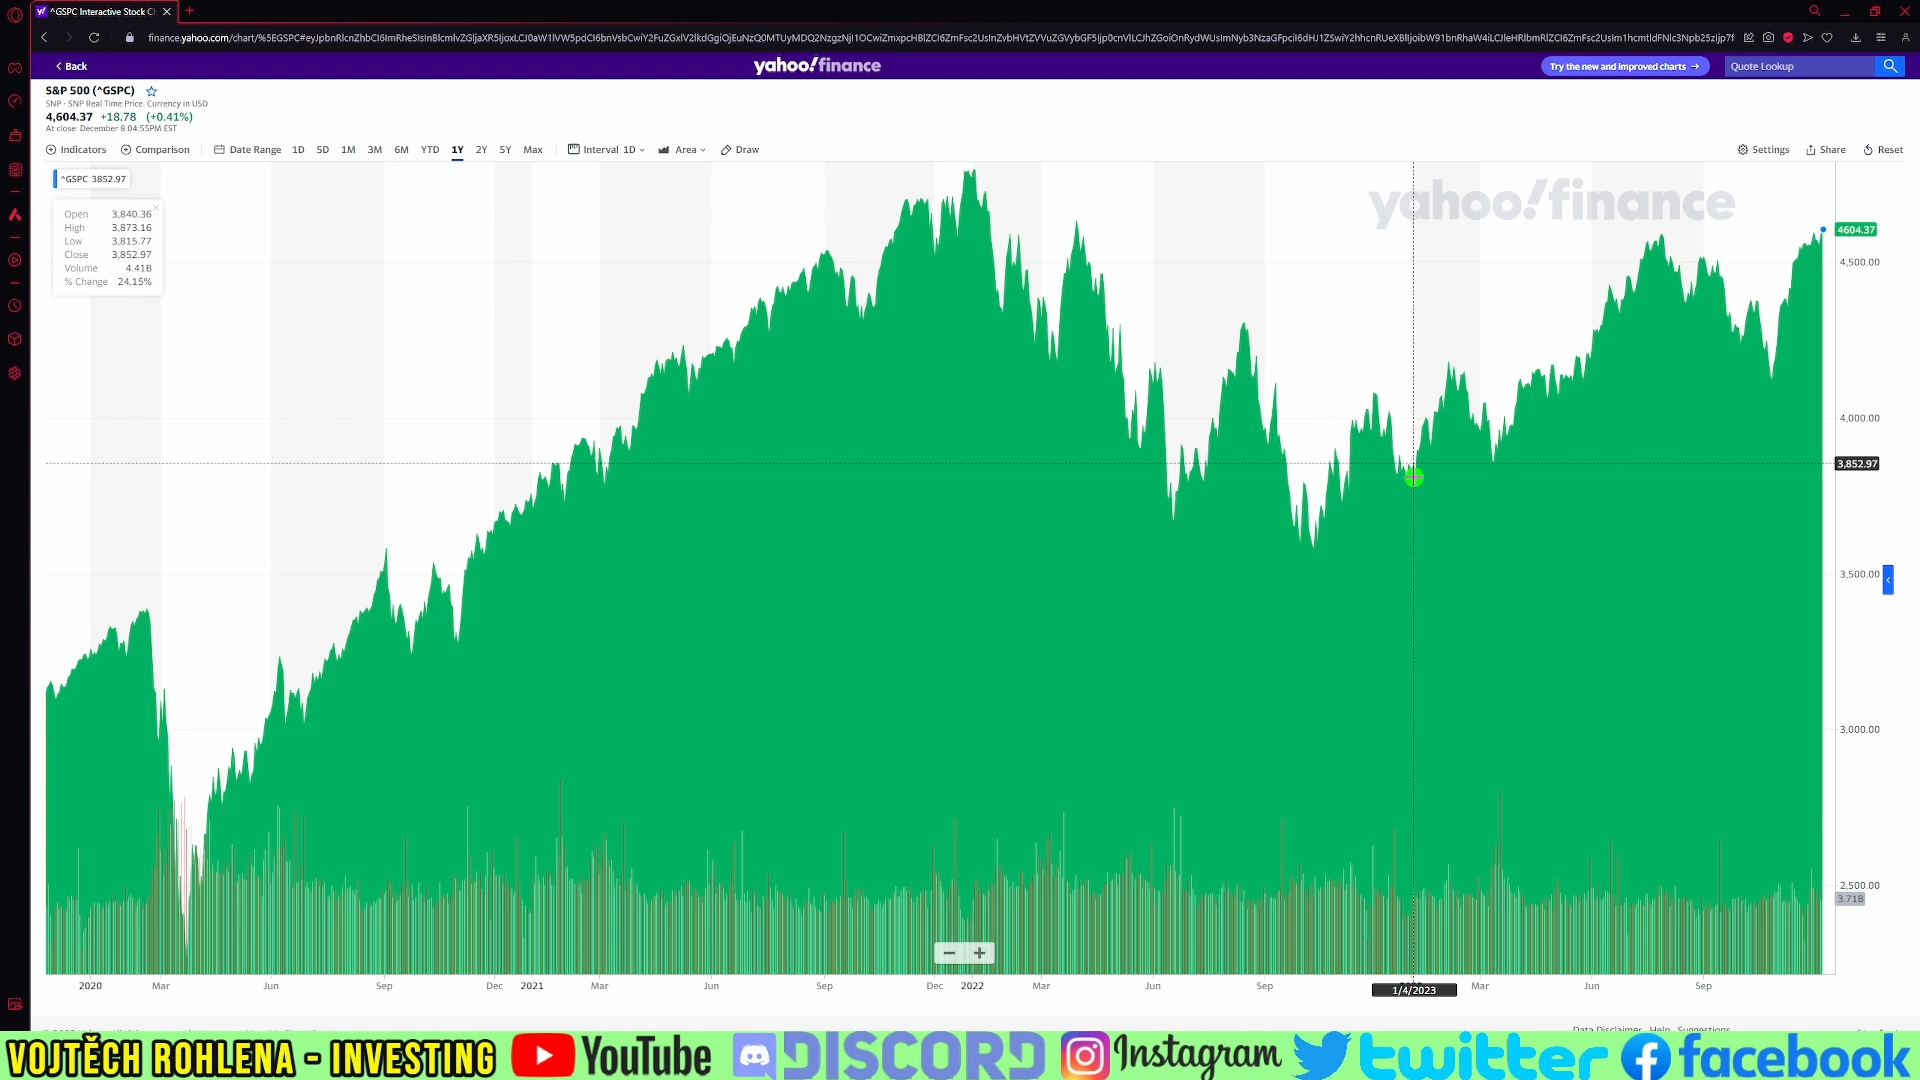 ^GSPC Interactive Stock Ch
Back
yahoo!finance
Try the new and improved charts →
Quote Lookup
S&P 500 (^GSPC)
SNP - SNP Real Time Price. Currency in USD
4,604.37 +18.78 (+0.41%)
At close: December 8 04:55PM EST
Indicators
Comparison
Date Range 1D 5D 1M 3M 6M YTD 1Y 2Y 5Y Max
Interval 1D
Area
Draw
Settings
Share
Reset
^GSPC 3852.97
Open 3,840.36
High 3,873.16
Low 3,815.77
Close 3,852.97
Volume 4.41B
% Change 24.15%
yahoo!finance
4604.37
4,500.00
4,000.00
3,852.97
3,500.00
3,000.00
2,500.00
3.71B
2020 Mar Jun Sep Dec 2021 Mar Jun Sep Dec 2022 Mar Jun Sep 1/4/2023 Mar Jun Sep
Data Disclaimer Help Suggestions
VOJTĚCH ROHLENA - INVESTING YouTube DISCORD Instagram twitter facebook